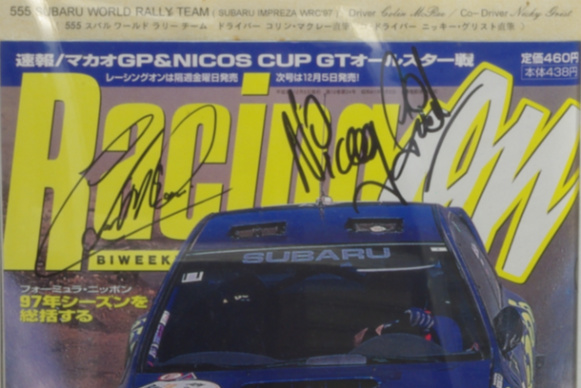 555 SUBARU WORLD RALLY TEAM ( SUBARU IMPREZA WRC'97 ) Driver Colin McRae / Co-Driver Nicky Grist
555 スバル ワールド ラリー チーム ドライバー コリン・マクレー直筆 ドライバー ニッキー・グリスト直筆 )
速報/マカオGP&NICOS CUP GTオールスター戦
定価460円
レーシングオンは隔週金曜日発売 次号は12月5日発売!
本体438円
Racing on
Nicky Grist
BIWEEK
SUBARU
フォーミュラ・ニッポン
97年シーズンを
総括する